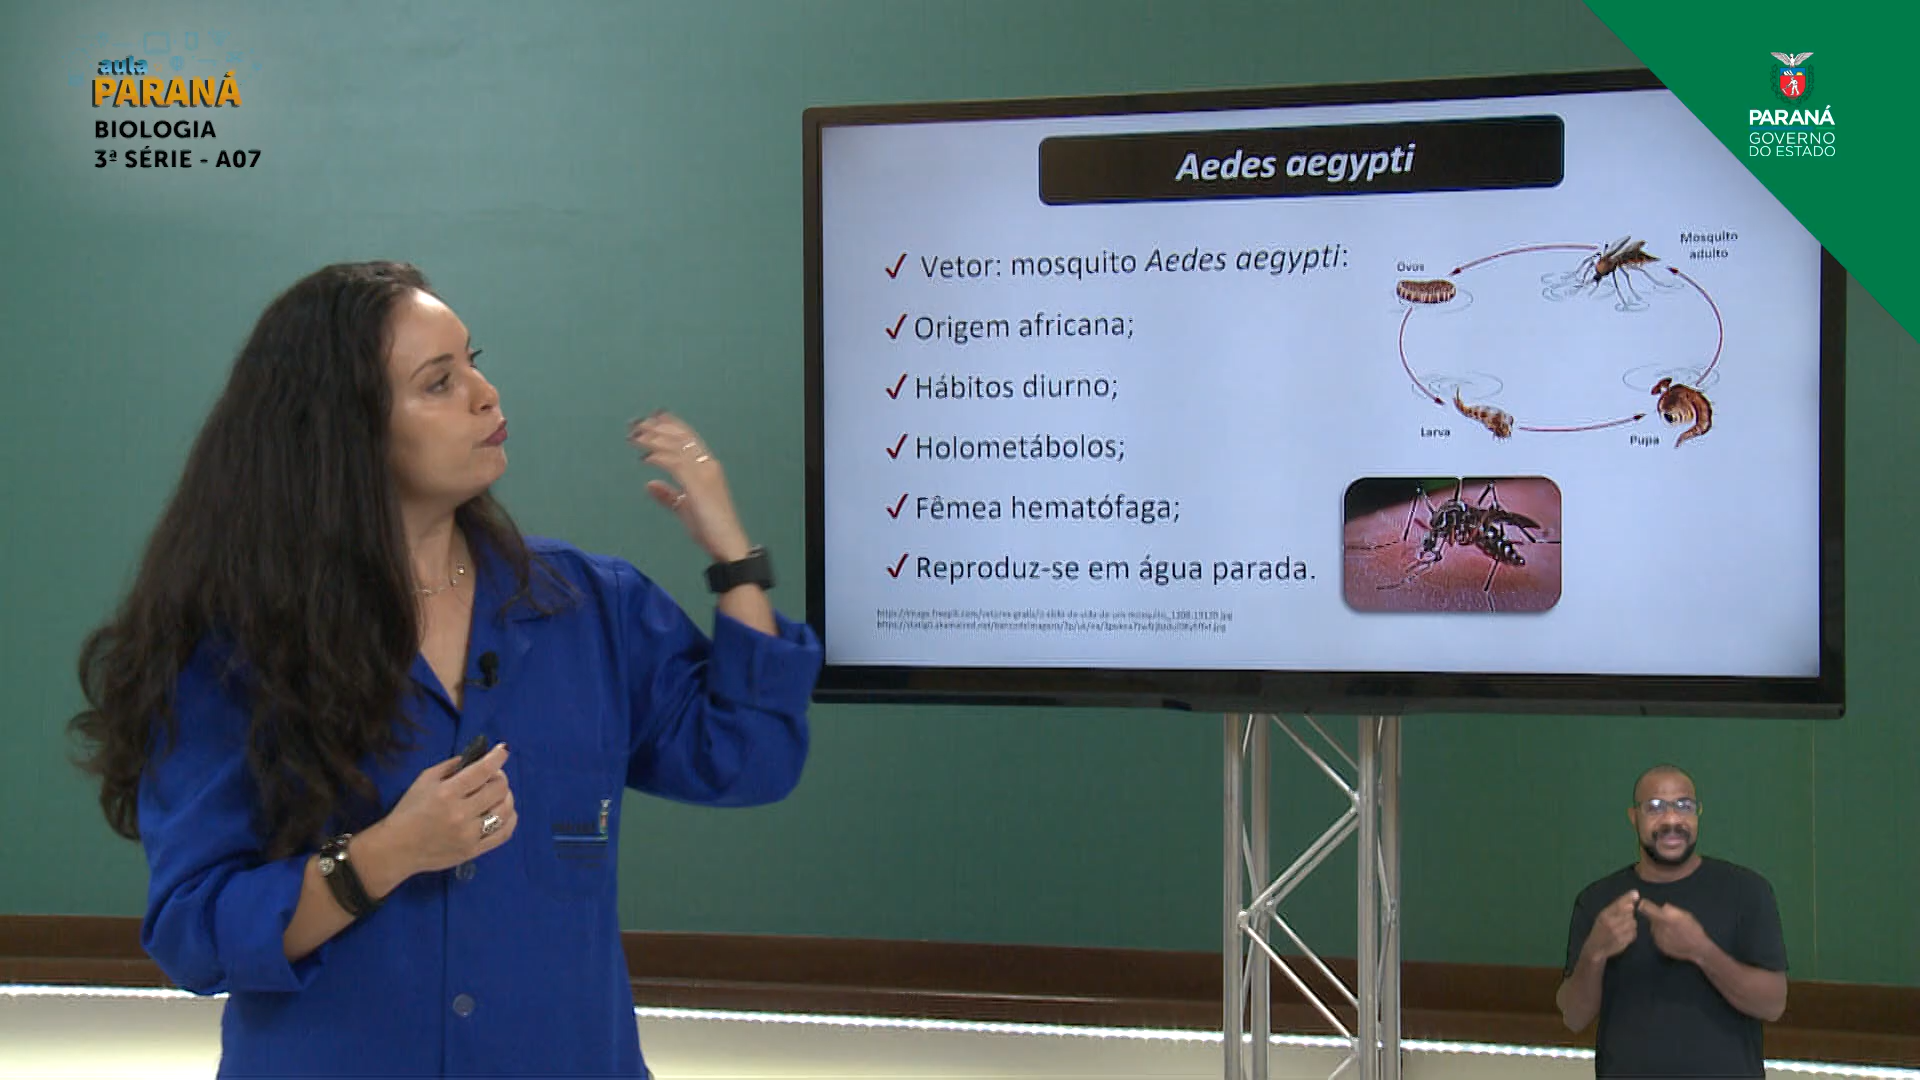 aula
PARANÁ
BIOLOGIA
3ª SÉRIE - A07
PARANÁ
GOVERNO
DO ESTADO
Aedes aegypti
✓ Vetor: mosquito Aedes aegypti:
✓ Origem africana;
✓ Hábitos diurno;
✓ Holometábolos;
✓ Fêmea hematófaga;
✓ Reproduz-se em água parada.
Mosquito
adulto
Ovos
Larva
Pupa